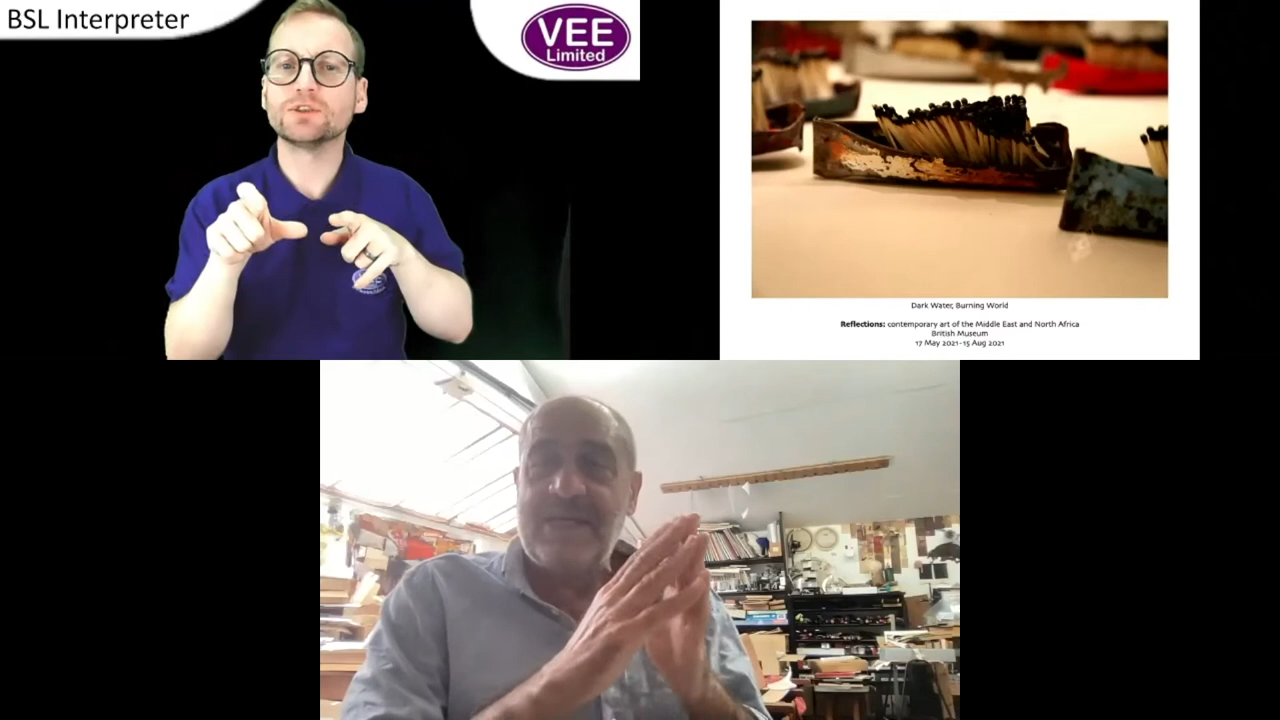 BSL Interpreter
VEE
Limited
Dark Water, Burning World
Reflections: contemporary art of the Middle East and North Africa
British Museum
17 May 2021-15 Aug 2021